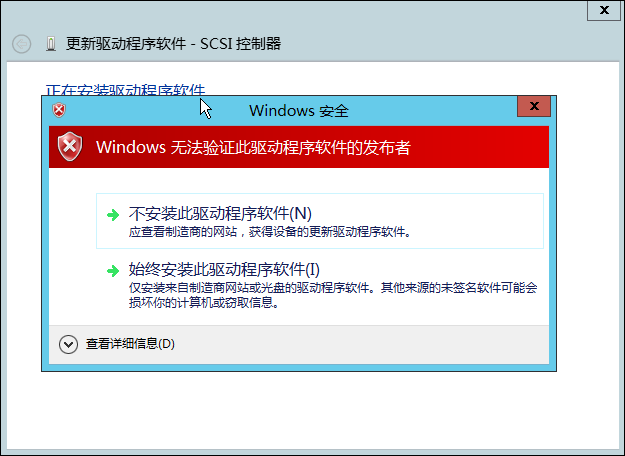 更新驱动程序软件 - SCSI 控制器
正在安装驱动程序软件
Windows 安全
Windows 无法验证此驱动程序软件的发布者
不安装此驱动程序软件(N)
应查看制造商的网站，获得设备的更新驱动程序软件。
始终安装此驱动程序软件(I)
仅安装来自制造商网站或光盘的驱动程序软件。其他来源的未签名软件可能会
损坏你的计算机或窃取信息。
查看详细信息(D)